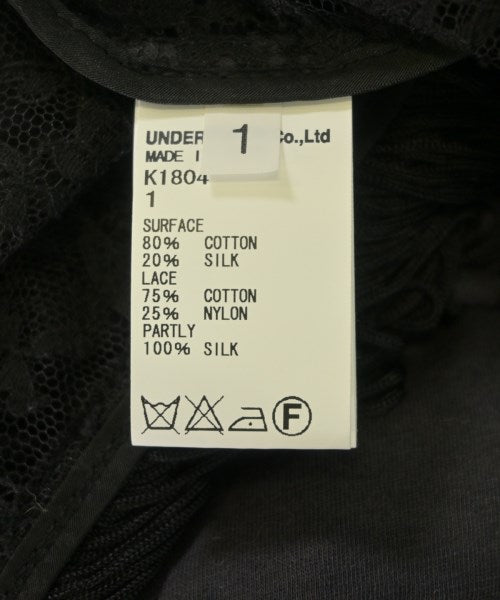 1
UNDER Co.,Ltd
MADE I
K1804
1
SURFACE
80% COTTON
20% SILK
LACE
75% COTTON
25% NYLON
PARTLY
100% SILK
F